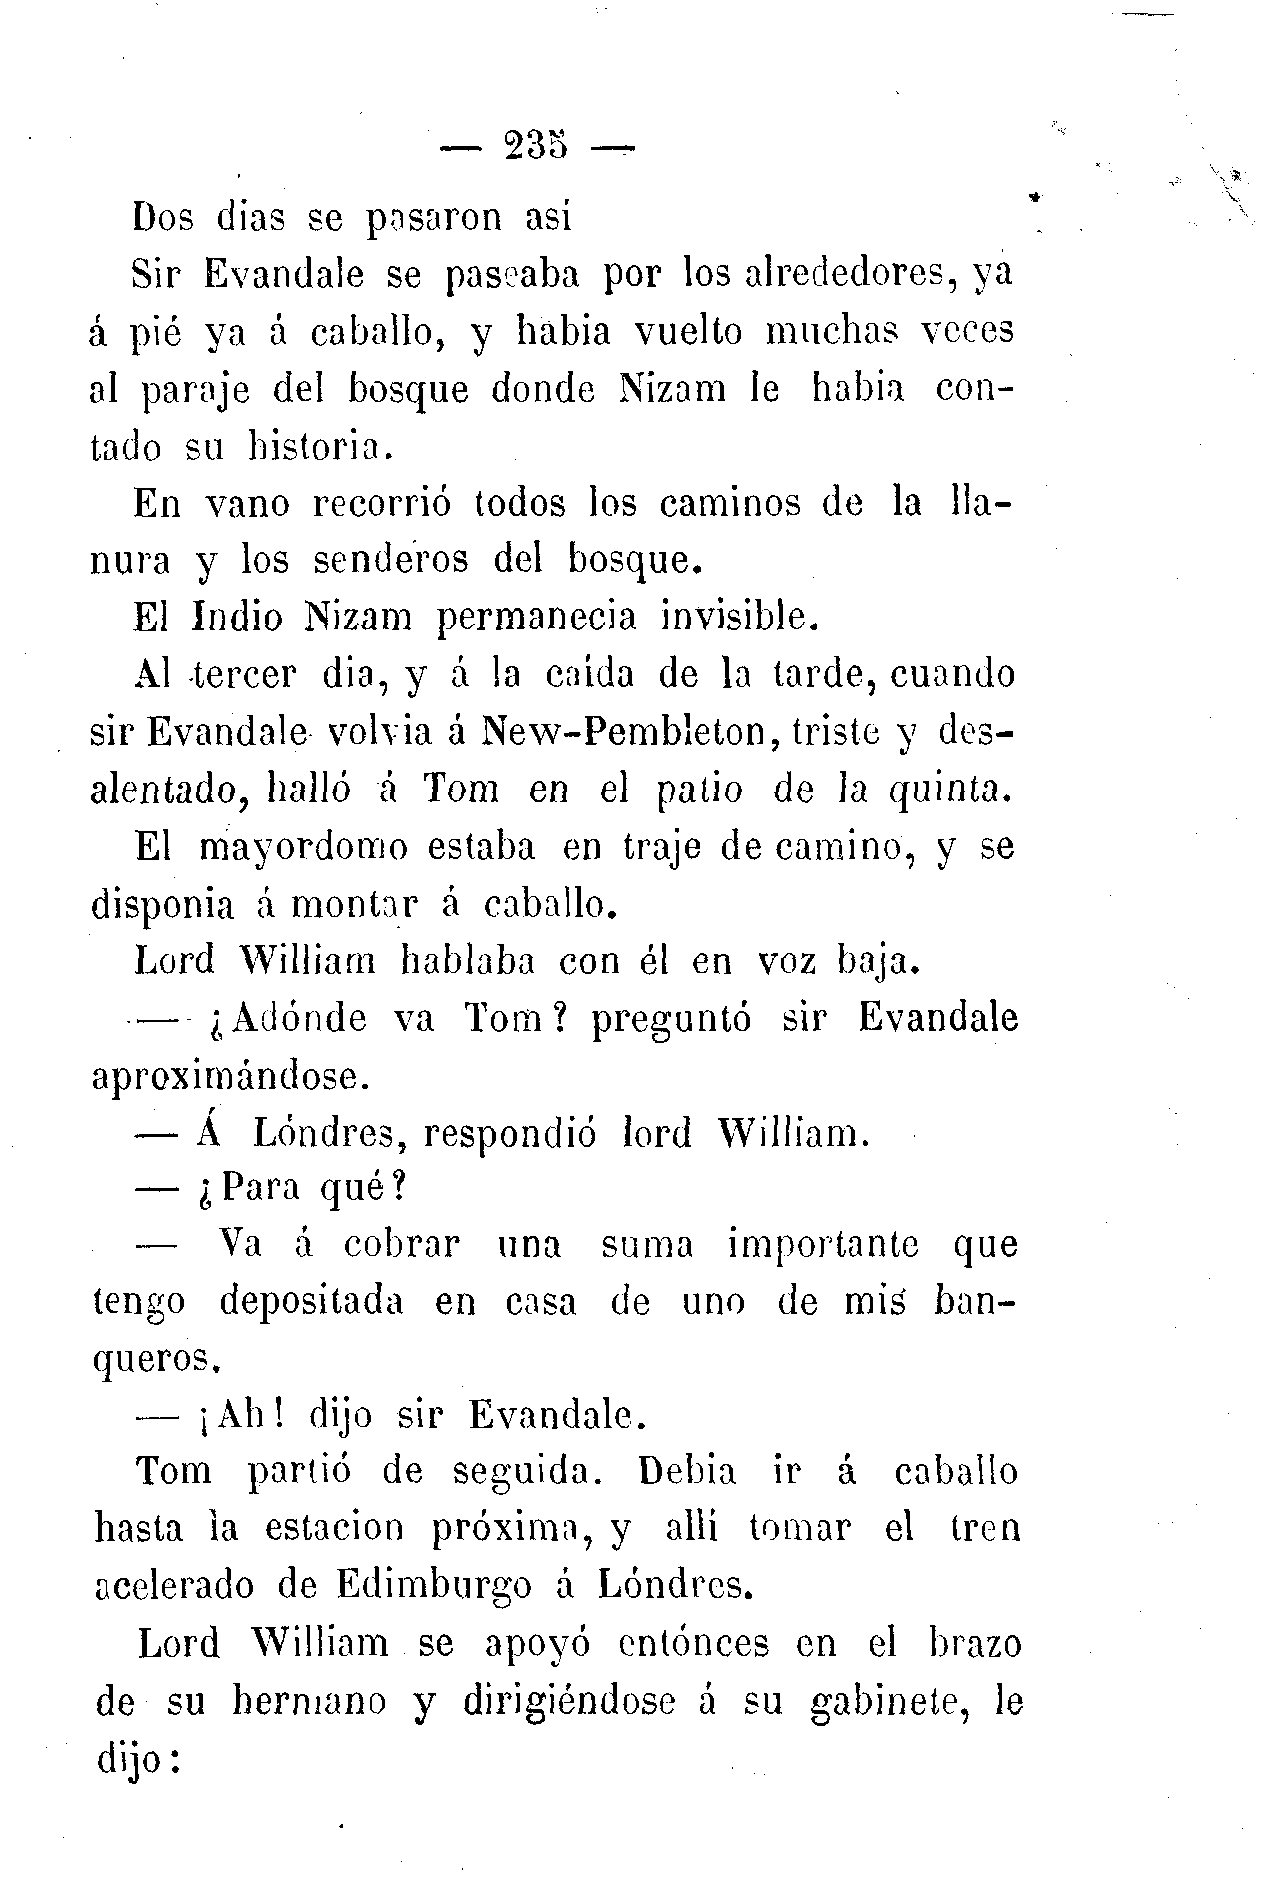 — 235 —
Dos dias se pasaron asi
Sir Evandale se paseaba por los alrededores, ya
á pié ya á caballo, y habia vuelto muchas veces
al paraje del bosque donde Nizam le habia con-
tado su historia.
En vano recorrió todos los caminos de la lla-
nura y los senderos del bosque.
El Indio Nizam permanecia invisible.
Al tercer dia, y á la caida de la tarde, cuando
sir Evandale volvia á New-Pembleton, triste y des-
alentado, halló á Tom en el patio de la quinta.
El mayordomo estaba en traje de camino, y se
disponia á montar á caballo.
Lord William hablaba con él en voz baja.
— ¿Adónde va Tom? preguntó sir Evandale
aproximándose.
— Á Lóndres, respondió lord William.
— ¿Para qué?
— Va á cobrar una suma importante que
tengo depositada en casa de uno de mis ban-
queros.
— ¡Ah! dijo sir Evandale.
Tom partió de seguida. Debia ir á caballo
hasta la estacion próxima, y alli tomar el tren
acelerado de Edimburgo á Lóndres.
Lord William se apoyó entónces en el brazo
de su hermano y dirigiéndose á su gabinete, le
dijo: